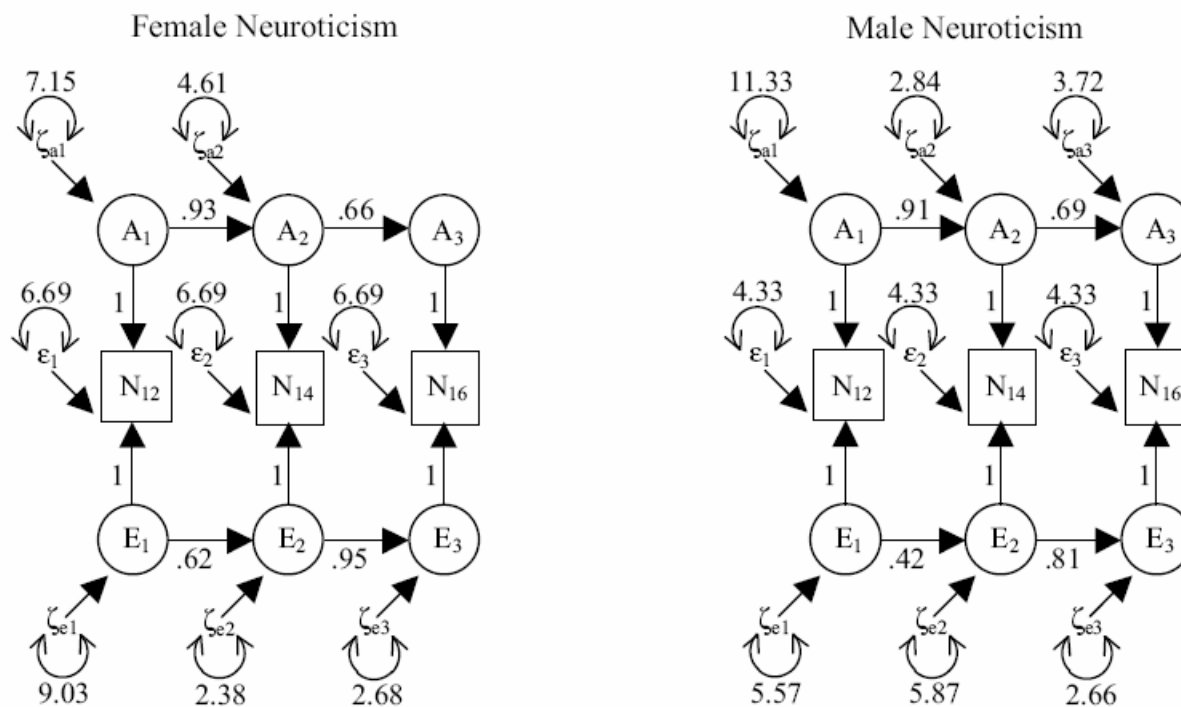 Female Neuroticism
7.15 4.61
ζa1 ζa2
A1 .93 A2 .66 A3
6.69 1 6.69 1 6.69 1
ε1 ε2 ε3
N12 N14 N16
1 1 1
E1 .62 E2 .95 E3
ζe1 ζe2 ζe3
9.03 2.38 2.68
Male Neuroticism
11.33 2.84 3.72
ζa1 ζa2 ζa3
A1 .91 A2 .69 A3
4.33 1 4.33 1 4.33 1
ε1 ε2 ε3
N12 N14 N16
1 1 1
E1 .42 E2 .81 E3
ζe1 ζe2 ζe3
5.57 5.87 2.66